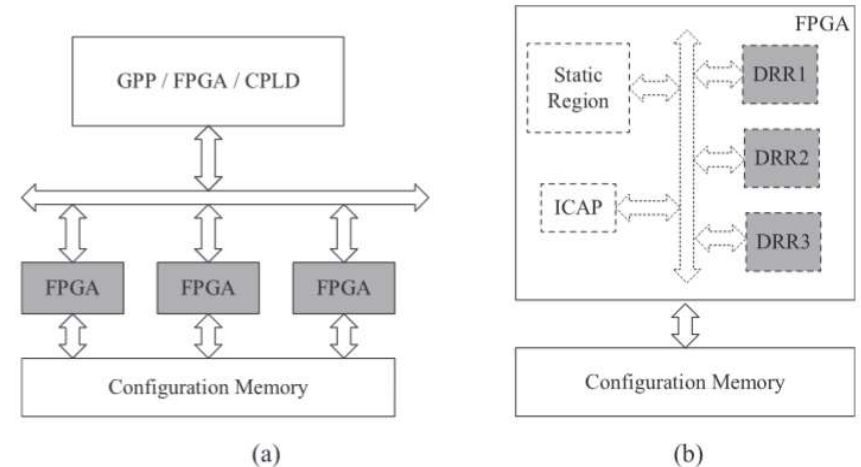 GPP / FPGA / CPLD
FPGA
FPGA
FPGA
Configuration Memory
(a)
FPGA
Static
Region
DRR1
DRR2
ICAP
DRR3
Configuration Memory
(b)